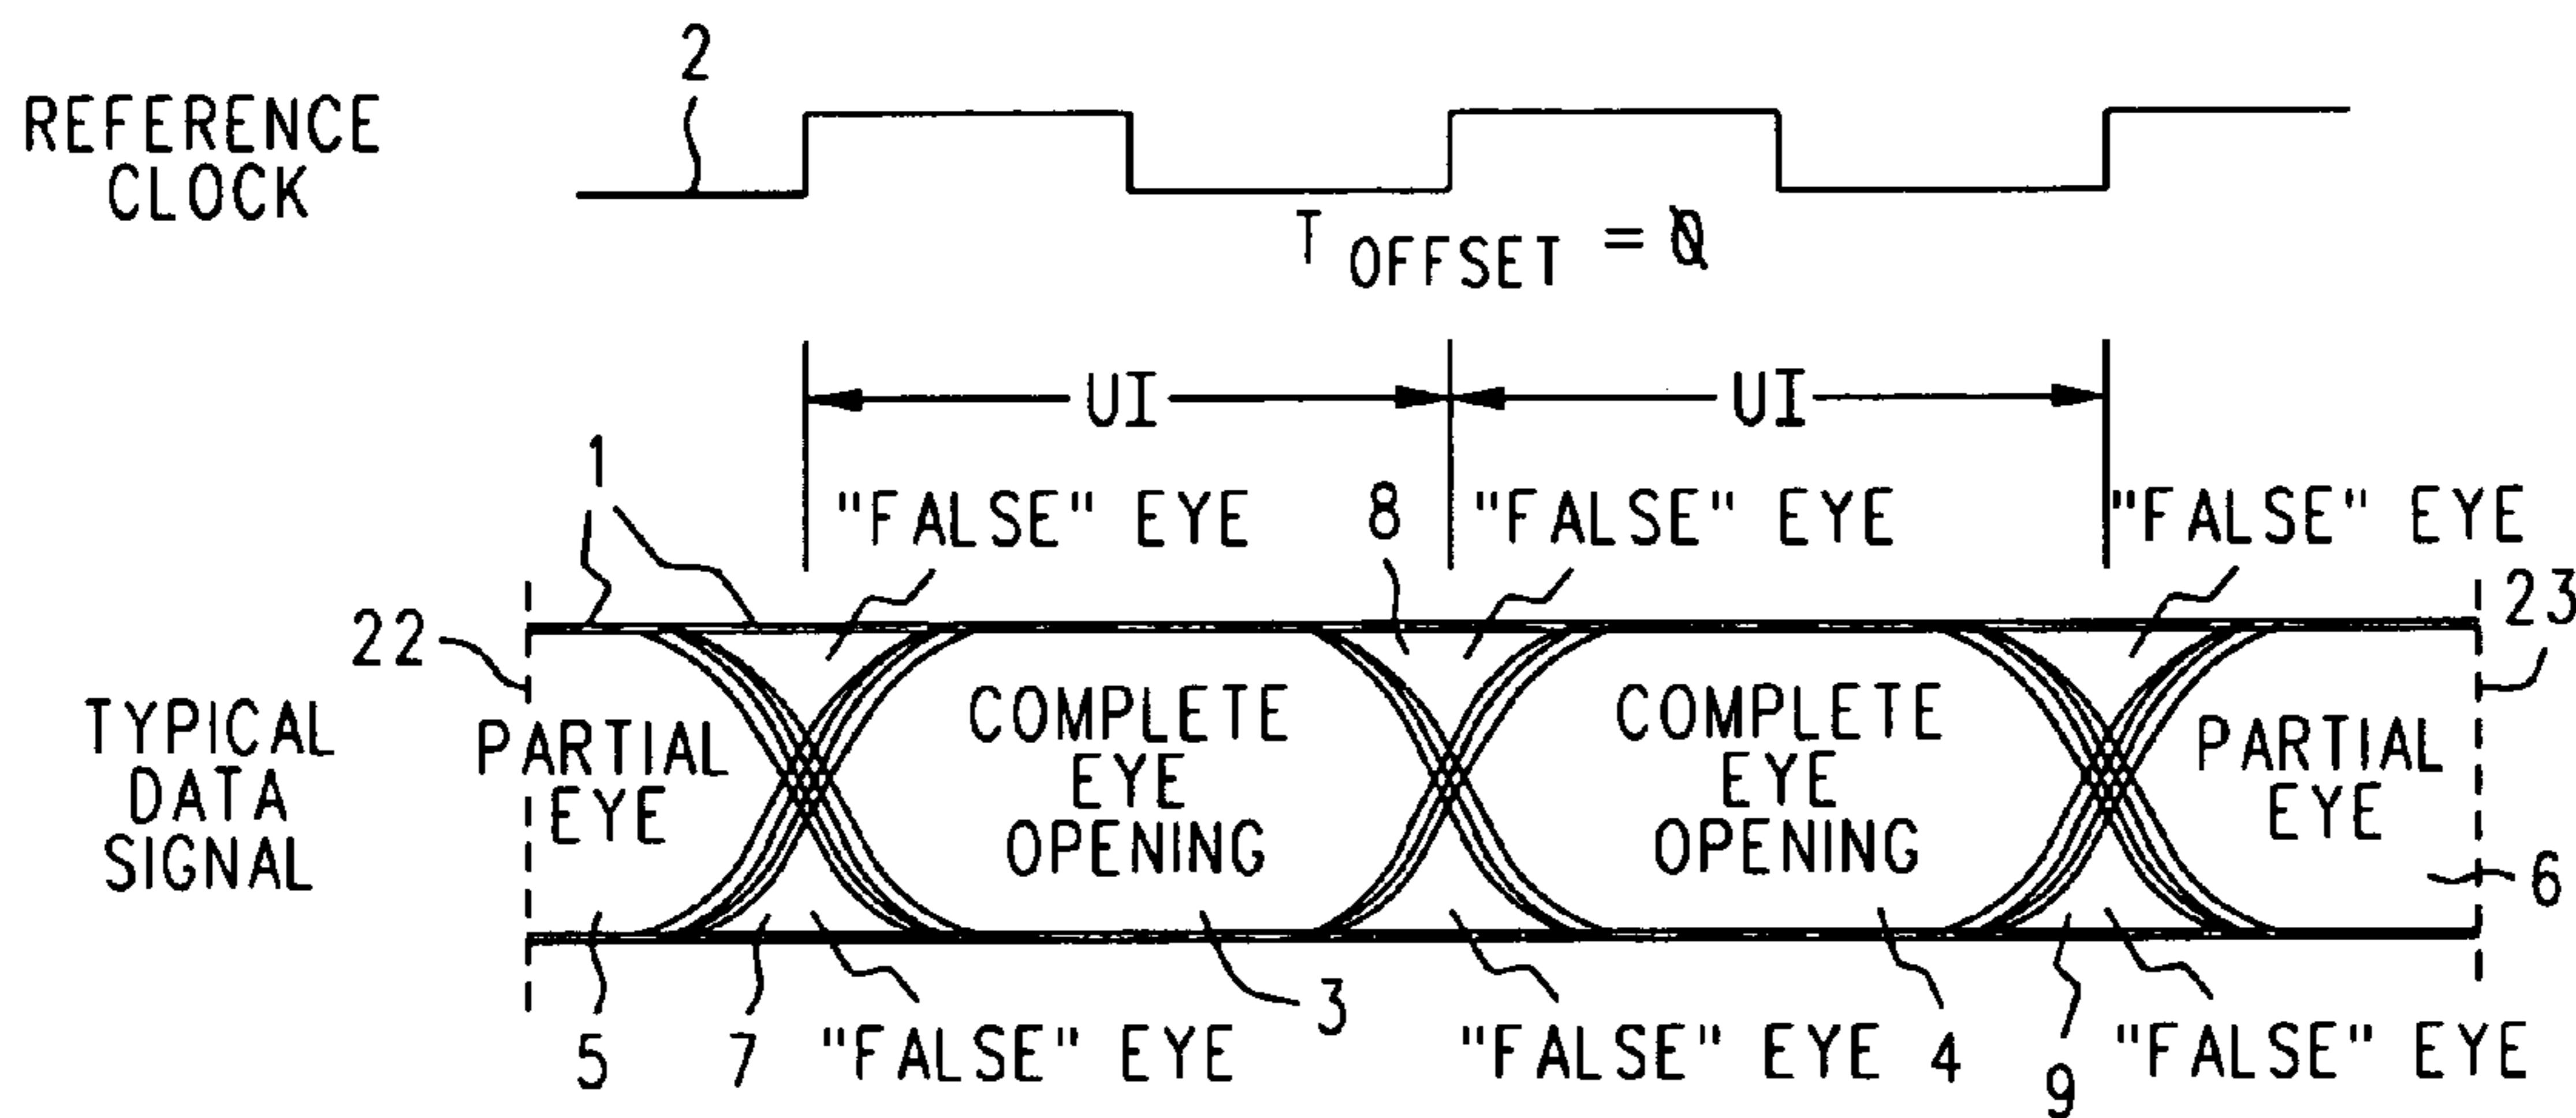 2
REFERENCE
CLOCK
T OFFSET = 0
UI
UI
1
"FALSE" EYE
8
"FALSE" EYE
"FALSE" EYE
22
23
TYPICAL
DATA
SIGNAL
PARTIAL
EYE
COMPLETE
EYE
OPENING
COMPLETE
EYE
OPENING
PARTIAL
EYE
6
5
7
"FALSE" EYE
3
"FALSE" EYE
4
9
"FALSE" EYE